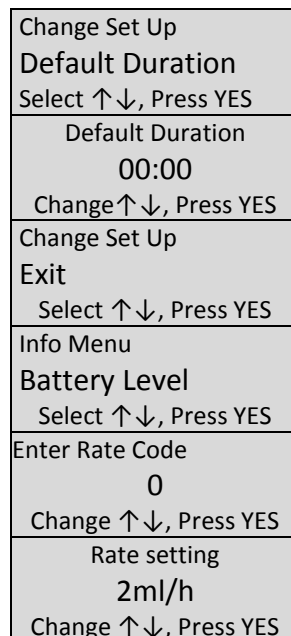 Change Set Up
Default Duration
Select ↑↓, Press YES
Default Duration
00:00
Change↑↓, Press YES
Change Set Up
Exit
Select ↑↓, Press YES
Info Menu
Battery Level
Select ↑↓, Press YES
Enter Rate Code
0
Change ↑↓, Press YES
Rate setting
2ml/h
Change ↑↓, Press YES